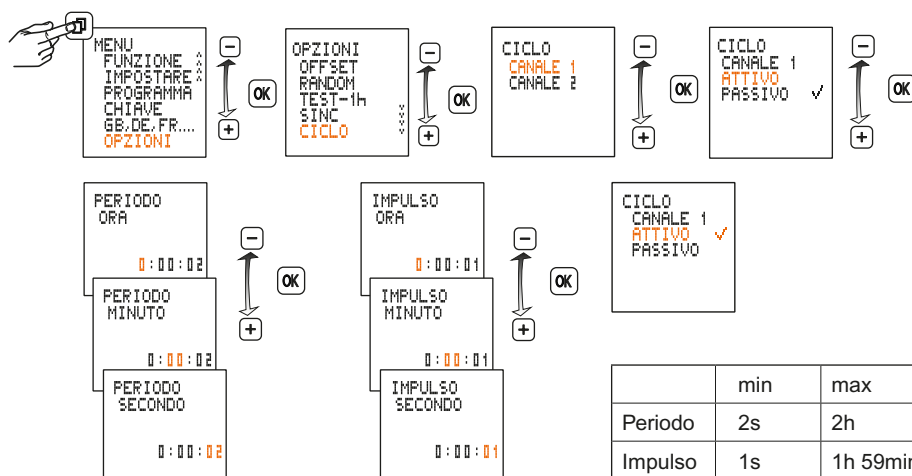 MENU
FUNZIONE
IMPOSTARE
PROGRAMMA
CHIAVE
GB,DE,FR....
OPZIONI
−
OK
+
OPZIONI
OFFSET
RANDOM
TEST-1h
SINC
CICLO
−
OK
+
CICLO
CANALE 1
CANALE 2
−
OK
+
CICLO
CANALE 1
ATTIVO
PASSIVO ✓
−
OK
+
PERIODO
ORA
0:00:02
PERIODO
MINUTO
0:00:02
PERIODO
SECONDO
0:00:02
−
OK
+
IMPULSO
ORA
0:00:01
IMPULSO
MINUTO
0:00:01
IMPULSO
SECONDO
0:00:01
−
OK
+
CICLO
CANALE 1
ATTIVO ✓
PASSIVO
min max
Periodo 2s 2h
Impulso 1s 1h 59min